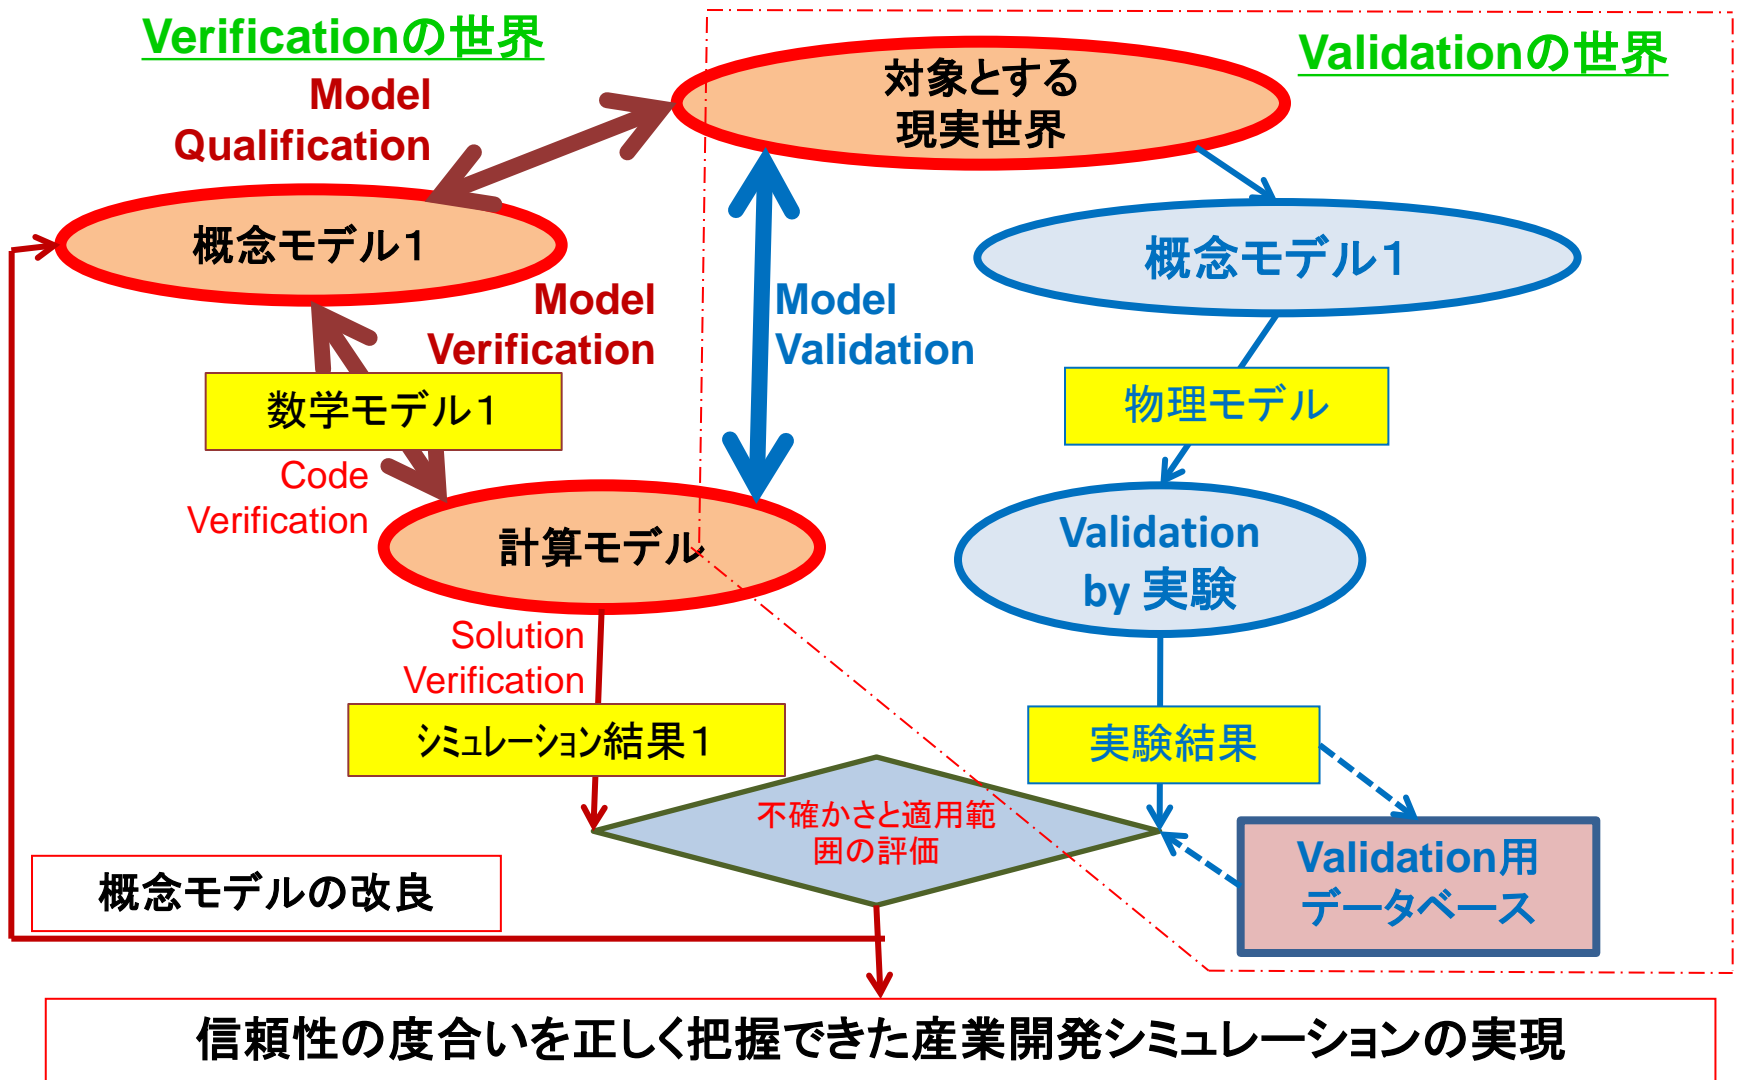 Verificationの世界
Validationの世界
対象とする
現実世界
Model
Qualification
概念モデル１
概念モデル１
Model
Verification
Model
Validation
数学モデル１
物理モデル
Code
Verification
計算モデル
Validation
by 実験
Solution
Verification
ｼﾐｭﾚｰｼｮﾝ結果１
実験結果
不確かさと適用範
囲の評価
Validation用
データベース
概念モデルの改良
信頼性の度合いを正しく把握できた産業開発シミュレーションの実現